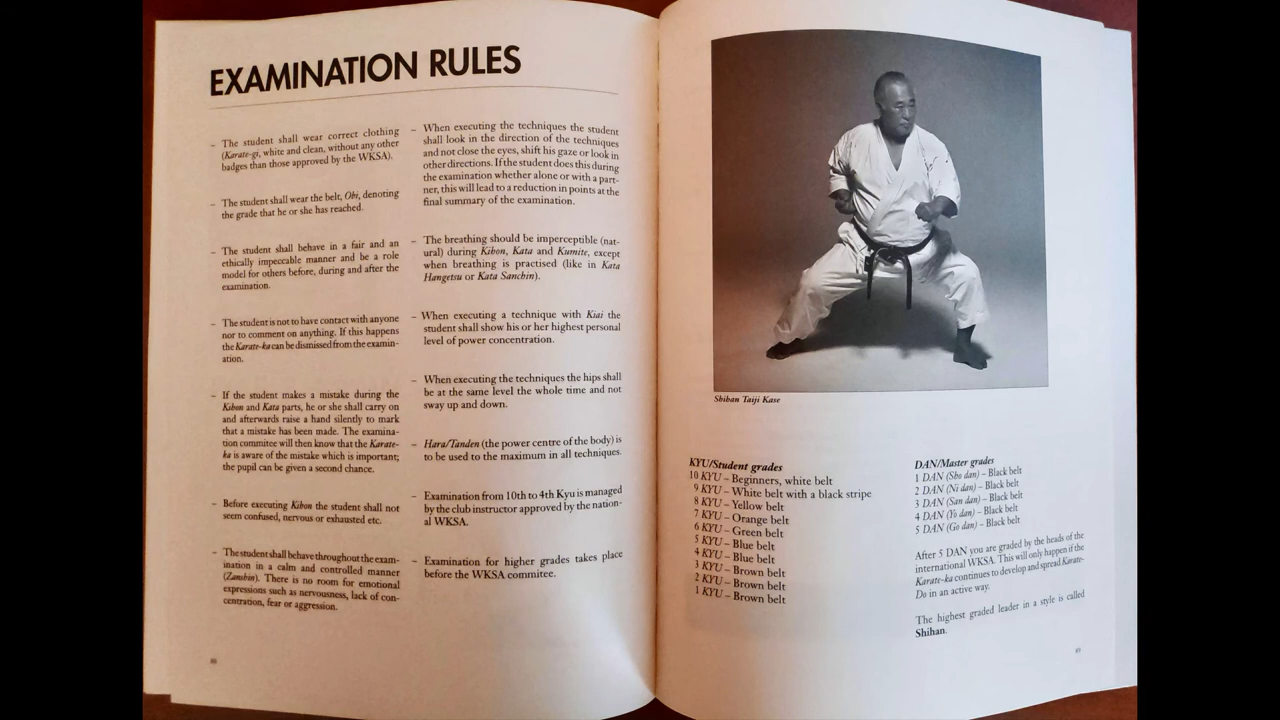 EXAMINATION RULES
– The student shall wear correct clothing
(Karate-gi, white and clean, without any other
badges than those approved by the WKSA).
– The student shall wear the belt, Obi, denoting
the grade that he or she has reached.
– The student shall behave in a fair and an
ethically impeccable manner and be a role
model for others before, during and after the
examination.
– The student is not to have contact with anyone
nor to comment on anything. If this happens
the Karate-ka can be dismissed from the examin-
ation.
– If the student makes a mistake during the
Kihon and Kata parts, he or she shall carry on
and afterwards raise a hand silently to mark
that a mistake has been made. The examina-
tion commitee will then know that the Karate-
ka is aware of the mistake which is important;
the pupil can be given a second chance.
– Before executing Kihon the student shall not
seem confused, nervous or exhausted etc.
– The student shall behave throughout the exam-
ination in a calm and controlled manner
(Zanshin). There is no room for emotional
expressions such as nervousness, lack of con-
centration, fear or aggression.
– When executing the techniques the student
shall look in the direction of the techniques
and not close the eyes, shift his gaze or look in
other directions. If the student does this during
the examination whether alone or with a part-
ner, this will lead to a reduction in points at the
final summary of the examination.
– The breathing should be imperceptible (nat-
ural) during Kihon, Kata and Kumite, except
when breathing is practised (like in Kata
Hangetsu or Kata Sanchin).
– When executing a technique with Kiai the
student shall show his or her highest personal
level of power concentration.
– When executing the techniques the hips shall
be at the same level the whole time and not
sway up and down.
– Hara/Tanden (the power centre of the body) is
to be used to the maximum in all techniques.
– Examination from 10th to 4th Kyu is managed
by the club instructor approved by the nation-
al WKSA.
– Examination for higher grades takes place
before the WKSA commitee.
Shihan Taiji Kase
KYU/Student grades
10 KYU – Beginners, white belt
9 KYU – White belt with a black stripe
8 KYU – Yellow belt
7 KYU – Orange belt
6 KYU – Green belt
5 KYU – Blue belt
4 KYU – Blue belt
3 KYU – Brown belt
2 KYU – Brown belt
1 KYU – Brown belt
DAN/Master grades
1 DAN (Sho dan) – Black belt
2 DAN (Ni dan) – Black belt
3 DAN (San dan) – Black belt
4 DAN (Yo dan) – Black belt
5 DAN (Go dan) – Black belt
After 5 DAN you are graded by the heads of the
international WKSA. This will only happen if the
Karate-ka continues to develop and spread Karate-
Do in an active way.
The highest graded leader in a style is called
Shihan.